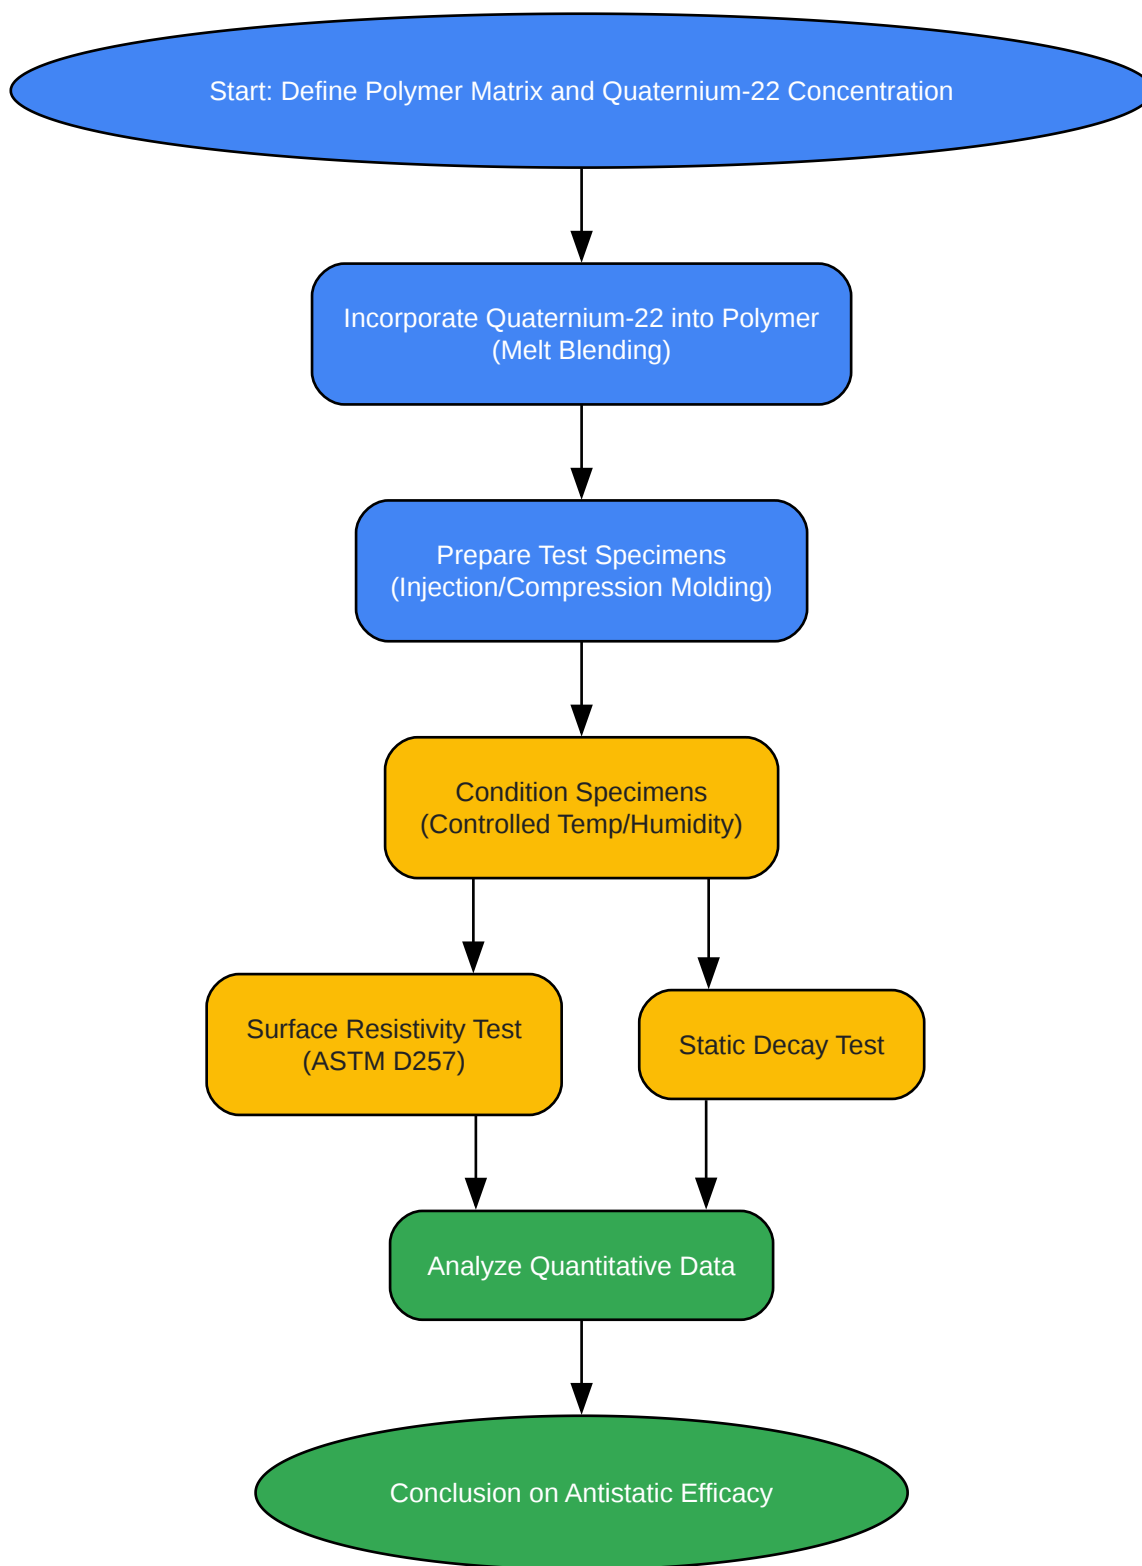 Start: Define Polymer Matrix and Quaternium-22 Concentration
Incorporate Quaternium-22 into Polymer
(Melt Blending)
Prepare Test Specimens
(Injection/Compression Molding)
Condition Specimens
(Controlled Temp/Humidity)
Surface Resistivity Test
(ASTM D257)
Static Decay Test
Analyze Quantitative Data
Conclusion on Antistatic Efficacy